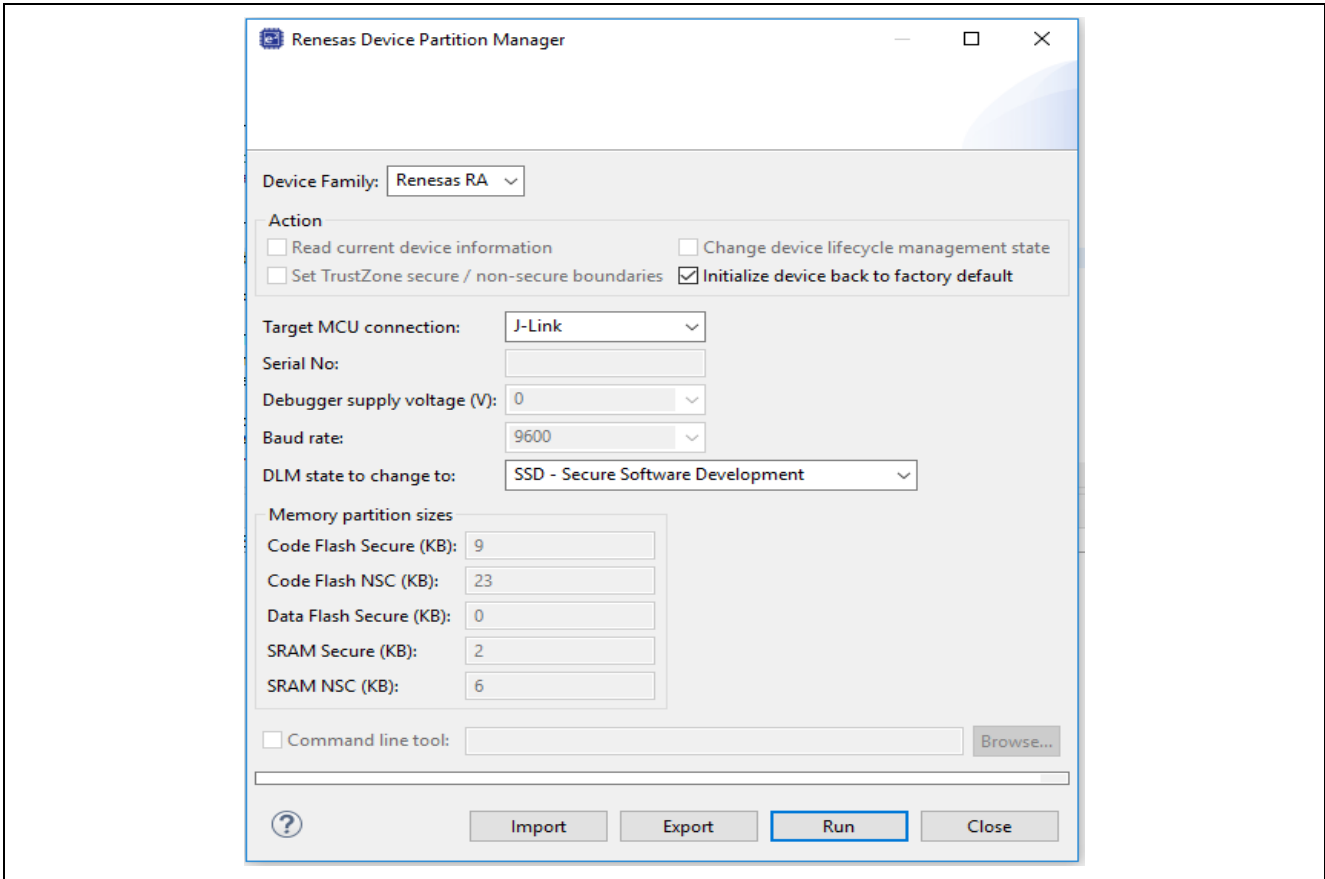 Renesas Device Partition Manager
Device Family: Renesas RA
Action
Read current device information Change device lifecycle management state
Set TrustZone secure / non-secure boundaries Initialize device back to factory default
Target MCU connection: J-Link
Serial No:
Debugger supply voltage (V): 0
Baud rate: 9600
DLM state to change to: SSD - Secure Software Development
Memory partition sizes
Code Flash Secure (KB): 9
Code Flash NSC (KB): 23
Data Flash Secure (KB): 0
SRAM Secure (KB): 2
SRAM NSC (KB): 6
Command line tool: Browse...
? Import Export Run Close